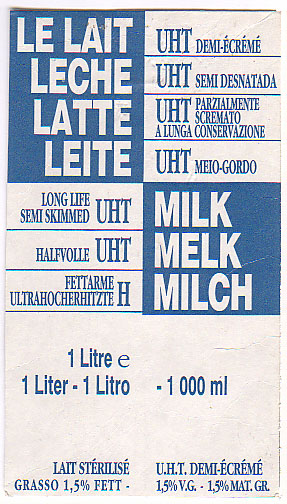 LE LAIT
LECHE
LATTE
LEITE
UHT DEMI-ÉCRÉMÉ
UHT SEMI DESNATADA
UHT PARZIALMENTE
SCREMATO
A LUNGA CONSERVAZIONE
UHT MEIO-GORDO
LONG LIFE
SEMI SKIMMED UHT
HALFVOLLE UHT
FETTARME
ULTRAHOCHERHITZTE H
MILK
MELK
MILCH
1 Litre e
1 Liter - 1 Litro - 1 000 ml
LAIT STÉRILISÉ U.H.T. DEMI-ÉCRÉMÉ
GRASSO 1,5% FETT - 1,5% V.G. - 1,5% MAT. GR.